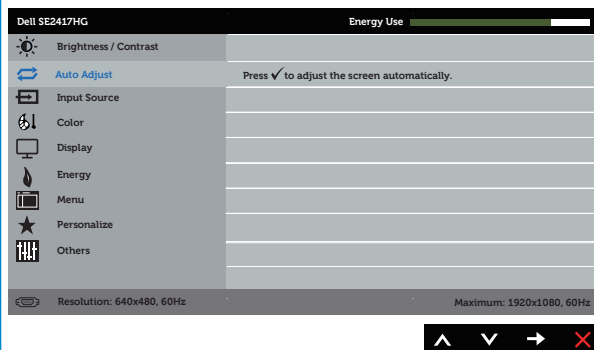 Dell SE2417HG Energy Use
Brightness / Contrast
Auto Adjust Press ✓ to adjust the screen automatically.
Input Source
Color
Display
Energy
Menu
Personalize
Others
Resolution: 640x480, 60Hz Maximum: 1920x1080, 60Hz